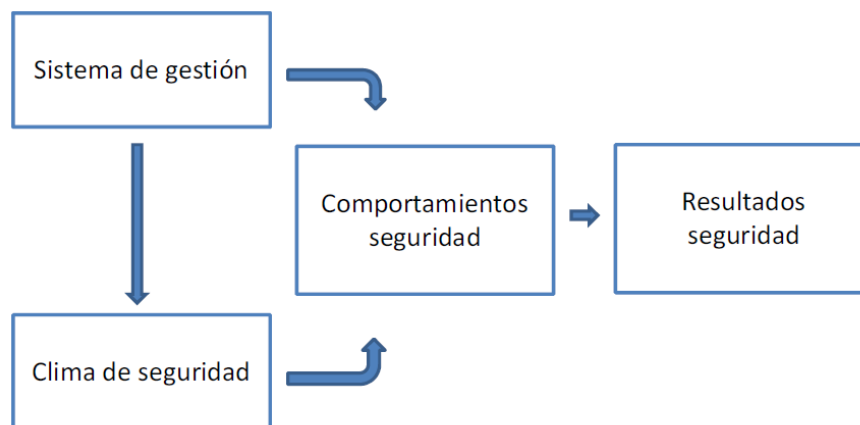 Sistema de gestión
Comportamientos
seguridad
Resultados
seguridad
Clima de seguridad